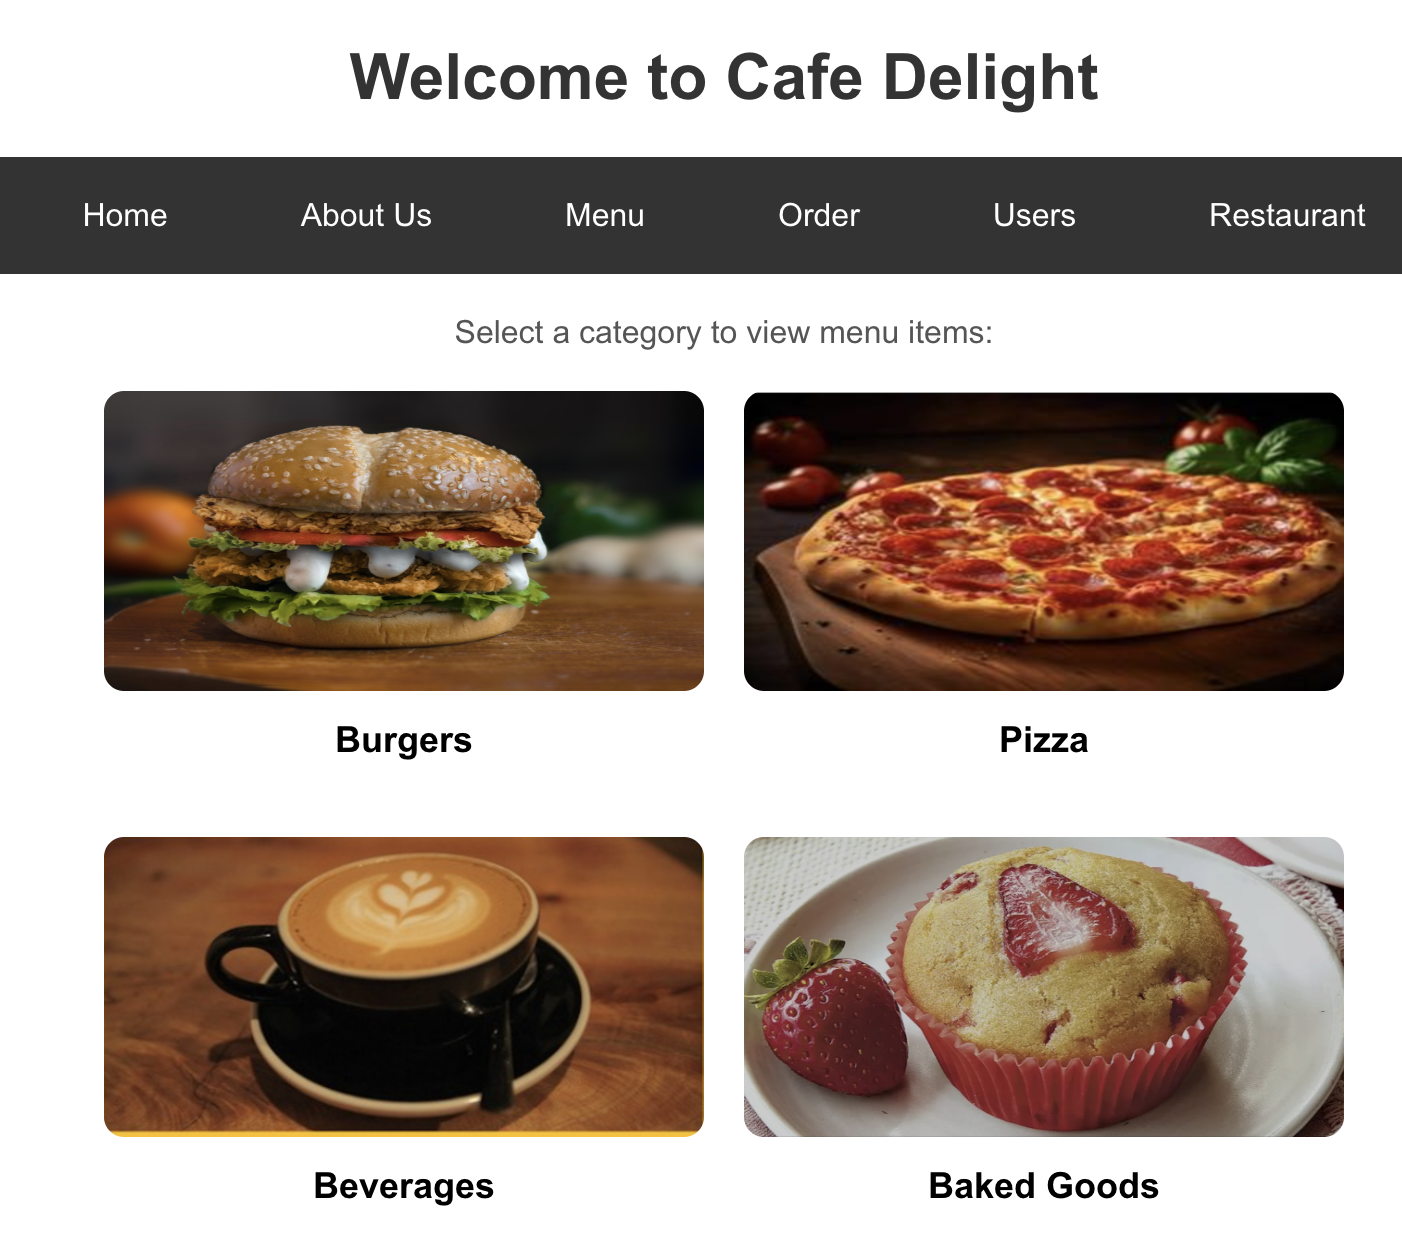 Welcome to Cafe Delight
Home About Us Menu Order Users Restaurant
Select a category to view menu items:
Burgers Pizza
Beverages Baked Goods